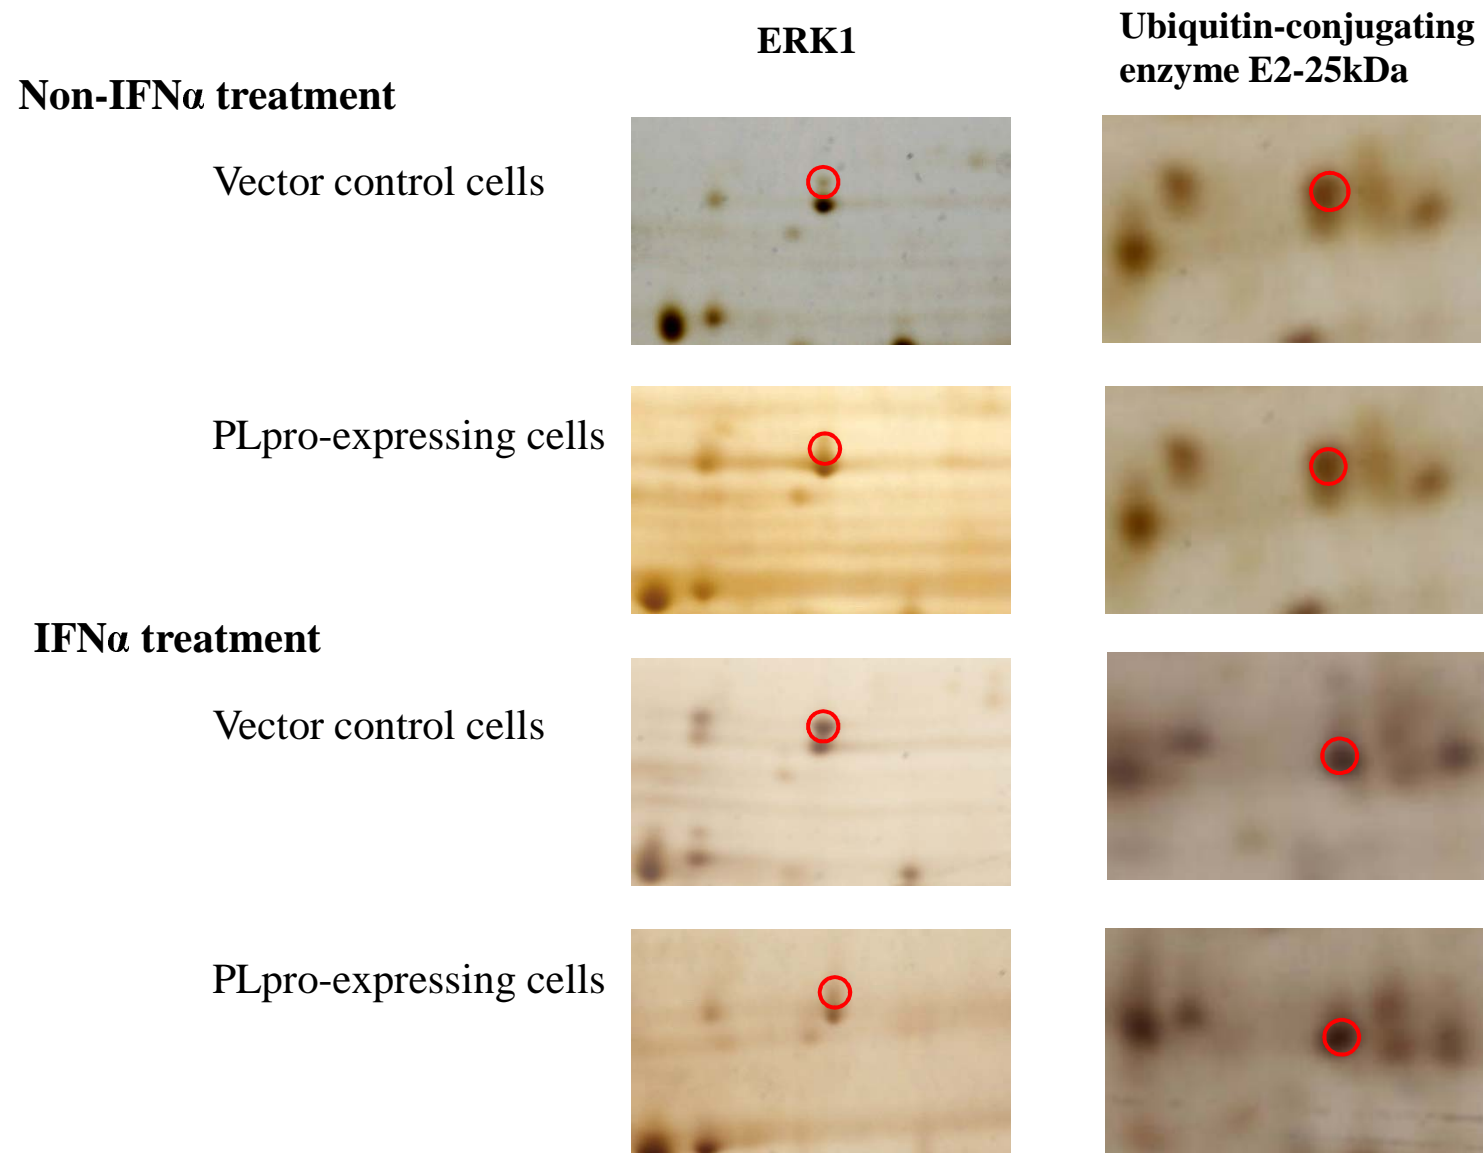 ERK1
Ubiquitin-conjugating
enzyme E2-25kDa
Non-IFNα treatment
Vector control cells
PLpro-expressing cells
IFNα treatment
Vector control cells
PLpro-expressing cells